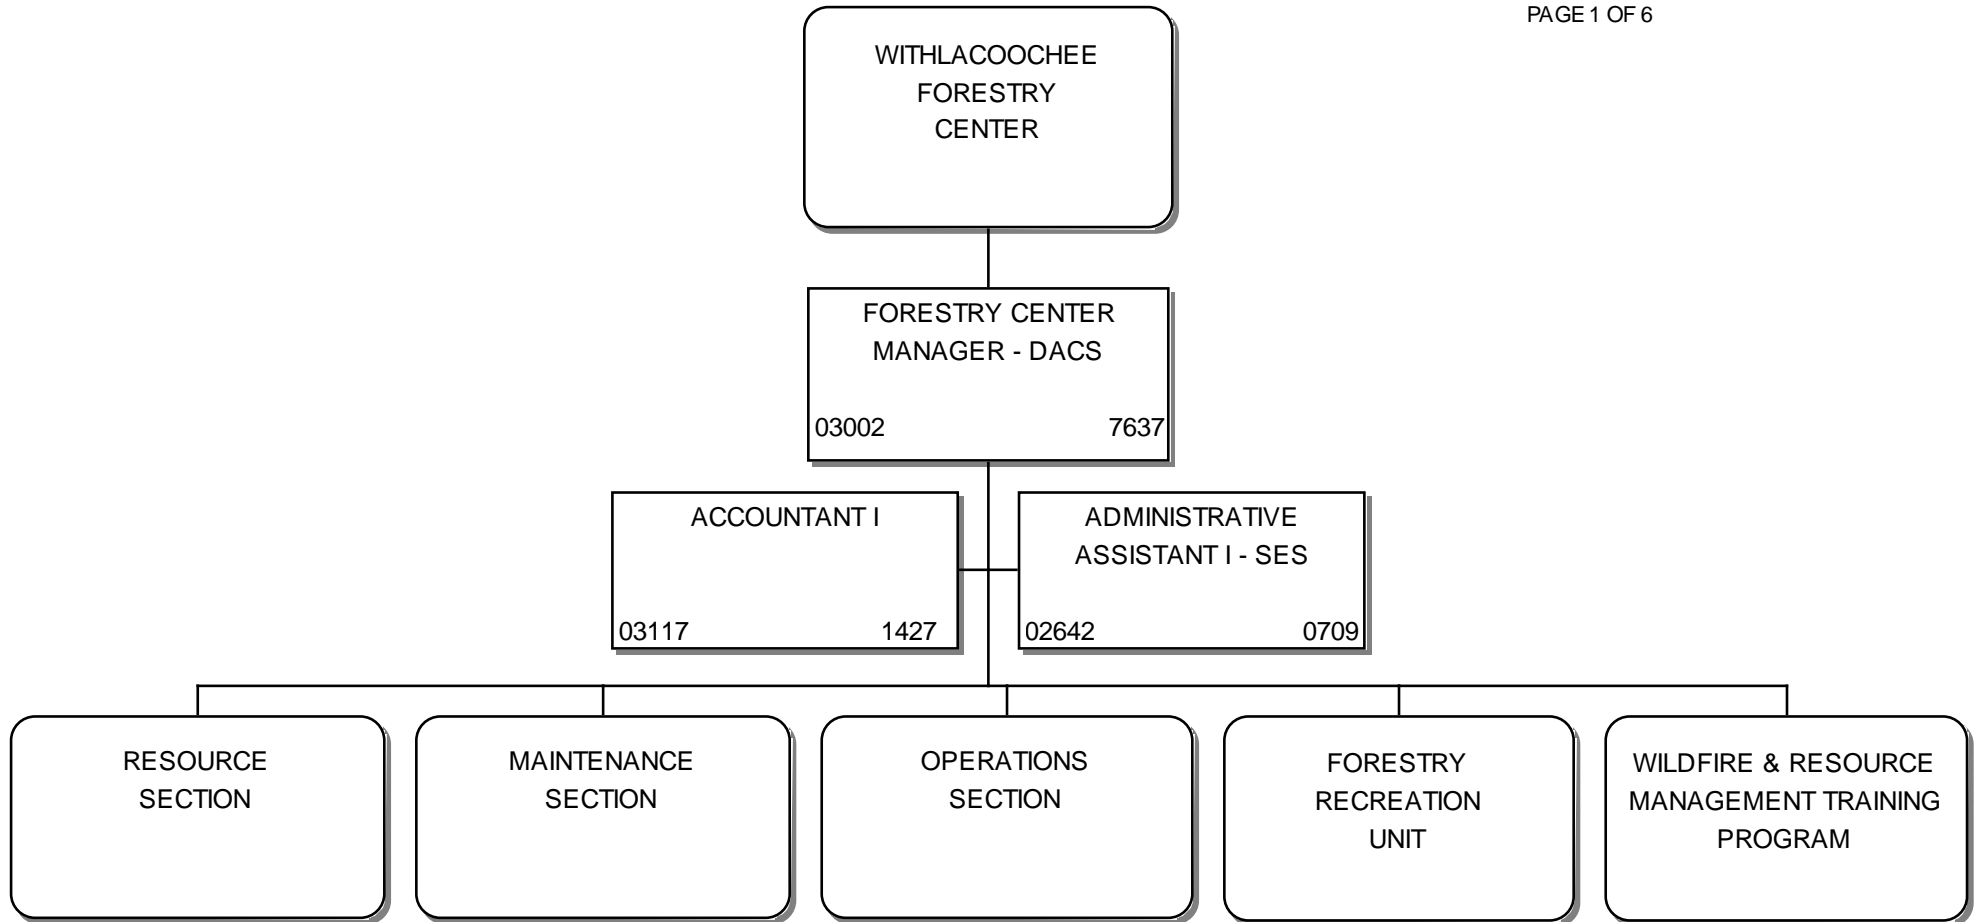 PAGE 1 OF 6
WITHLACOOCHEE
FORESTRY
CENTER
FORESTRY CENTER
MANAGER - DACS
03002 7637
ACCOUNTANT I
03117 1427
ADMINISTRATIVE
ASSISTANT I - SES
02642 0709
RESOURCE
SECTION
MAINTENANCE
SECTION
OPERATIONS
SECTION
FORESTRY
RECREATION
UNIT
WILDFIRE & RESOURCE
MANAGEMENT TRAINING
PROGRAM